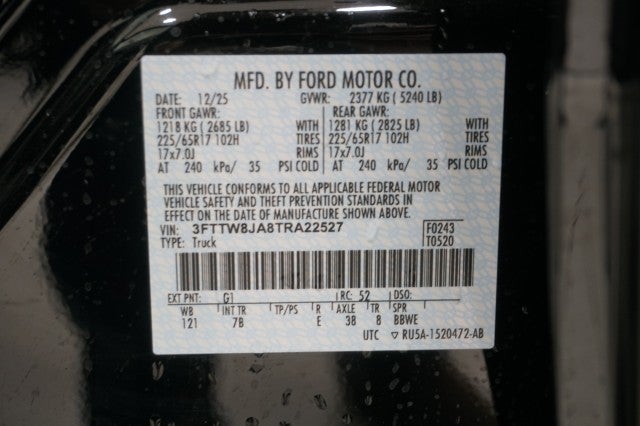 MFD. BY FORD MOTOR CO.
DATE: 12/25 GVWR: 2377 KG ( 5240 LB)
FRONT GAWR: REAR GAWR:
1218 KG ( 2685 LB) WITH 1281 KG ( 2825 LB) WITH
225/65R17 102H TIRES 225/65R17 102H TIRES
17x7.0J RIMS 17x7.0J RIMS
AT 240 kPa/ 35 PSI COLD AT 240 kPa/ 35 PSI COLD
THIS VEHICLE CONFORMS TO ALL APPLICABLE FEDERAL MOTOR
VEHICLE SAFETY AND THEFT PREVENTION STANDARDS IN
EFFECT ON THE DATE OF MANUFACTURE SHOWN ABOVE.
VIN: 3FTTW8JA8TRA22527 F0243
TYPE: Truck T0520
EXT PNT: G1 RC: 52 DSO:
WB INT TR TP/PS R AXLE TR SPR
121 7B E 38 8 BBWE
UTC ▽ RU5A-1520472-AB